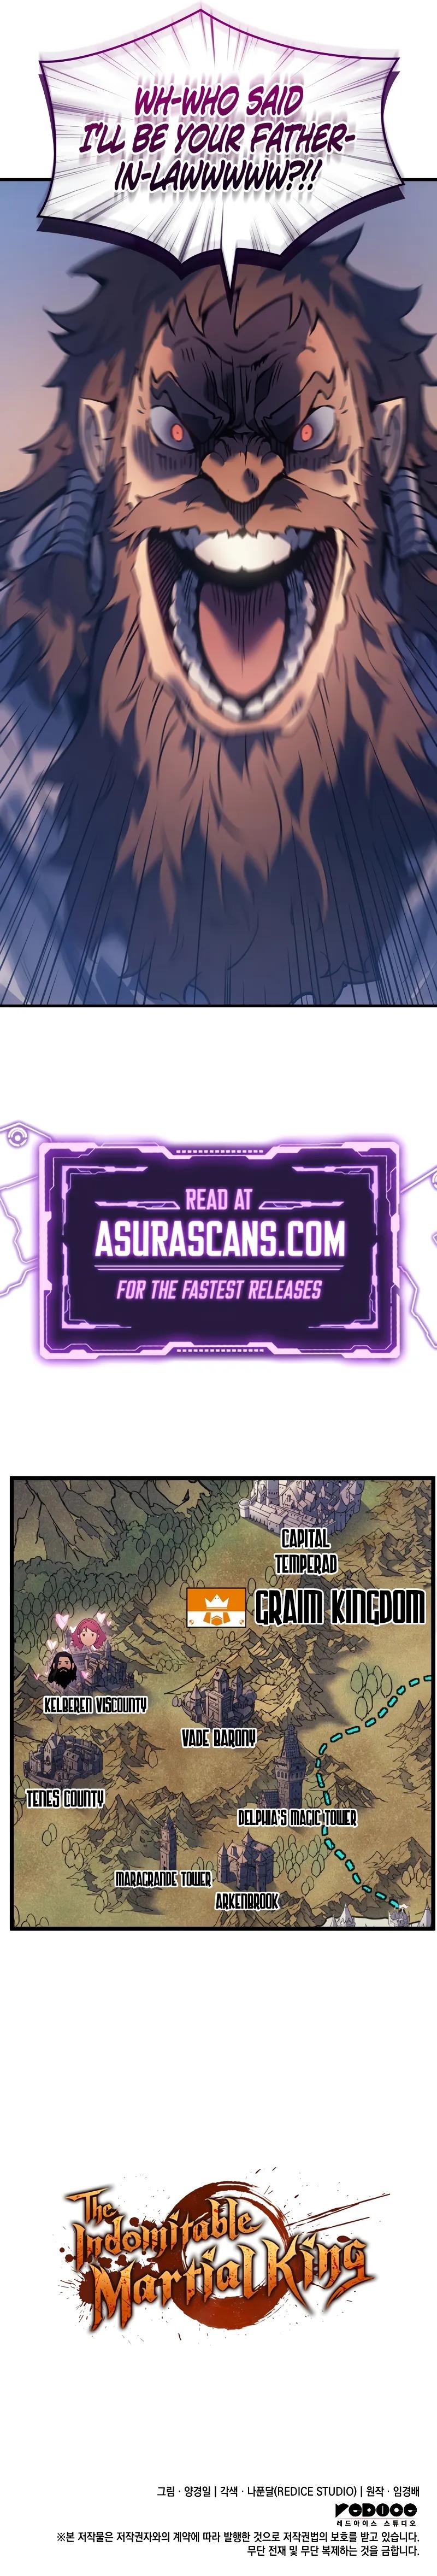 WH-WHO SAID
I'LL BE YOUR FATHER-
IN-LAWWWWW?!!
READ AT
ASURASCANS.COM
FOR THE FASTEST RELEASES
CAPITAL
TEMPERAD
GRAIM KINGDOM
KELBEREN VISCOUNTY
VADE BARONY
TENES COUNTY
DELPHIA'S MAGIC TOWER
MARAGRANDE TOWER
ARKENBROOK
The
Indomitable
Martial King
그림 · 양경일 | 각색 · 나푼달(REDICE STUDIO) | 원작 · 임경배
REDICE
레드아이스 스튜디오
※본 저작물은 저작권자와의 계약에 따라 발행한 것으로 저작권법의 보호를 받고 있습니다.
무단 전재 및 무단 복제하는 것을 금합니다.